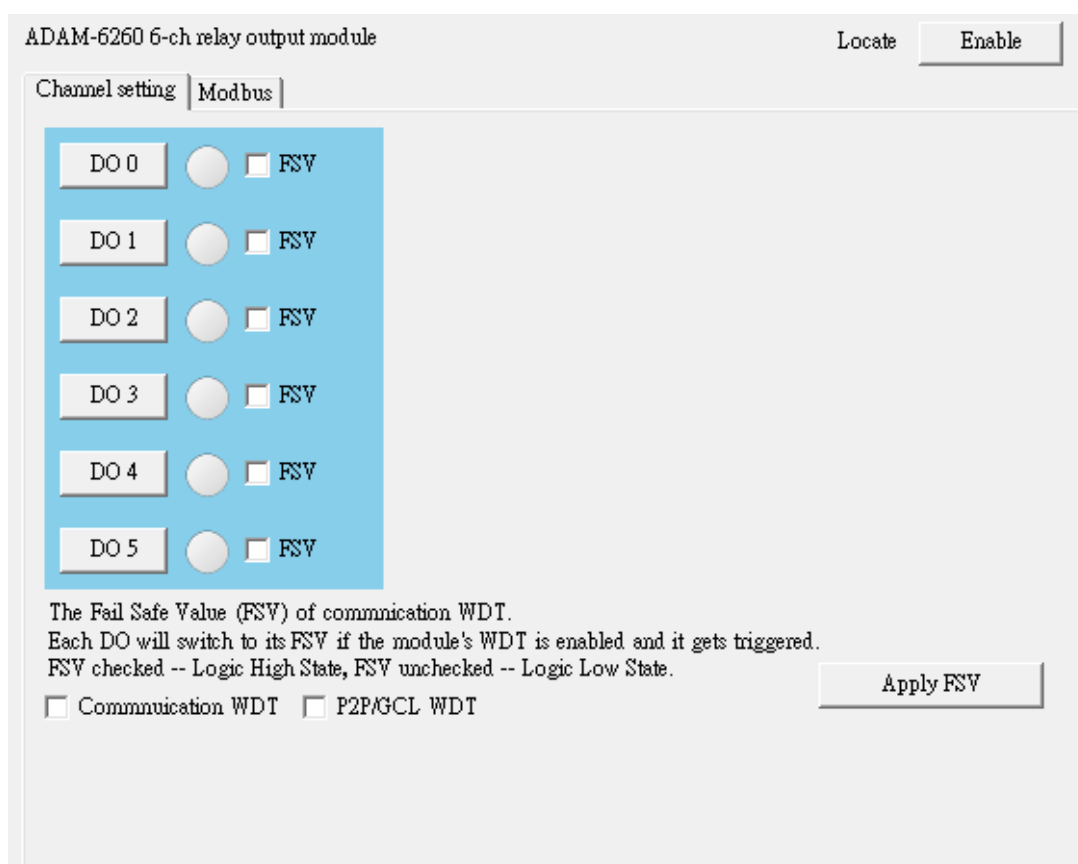 ADAM-6260 6-ch relay output module
Locate Enable
Channel setting Modbus
DO 0 FSV
DO 1 FSV
DO 2 FSV
DO 3 FSV
DO 4 FSV
DO 5 FSV
The Fail Safe Value (FSV) of commnication WDT.
Each DO will switch to its FSV if the module's WDT is enabled and it gets triggered.
FSV checked -- Logic High State, FSV unchecked -- Logic Low State.
Apply FSV
Commnuication WDT P2P/GCL WDT